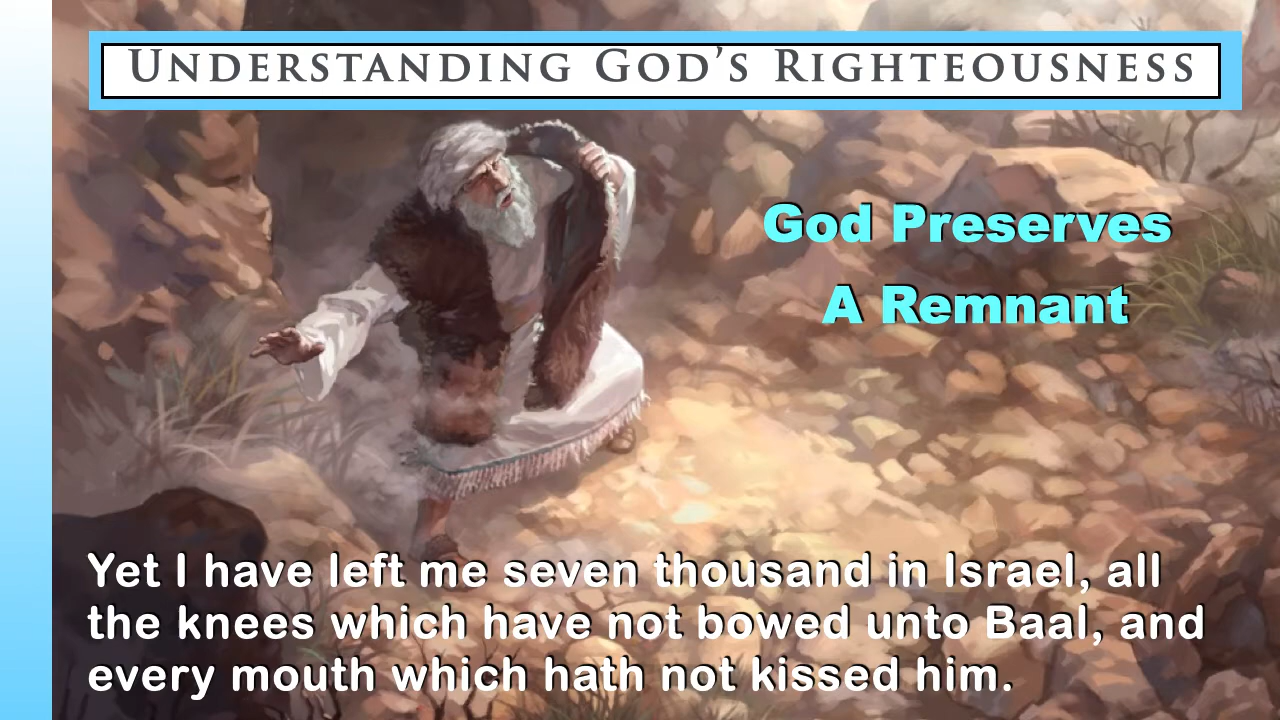 Understanding God’s Righteousness
God Preserves
A Remnant
Yet I have left me seven thousand in Israel, all
the knees which have not bowed unto Baal, and
every mouth which hath not kissed him.